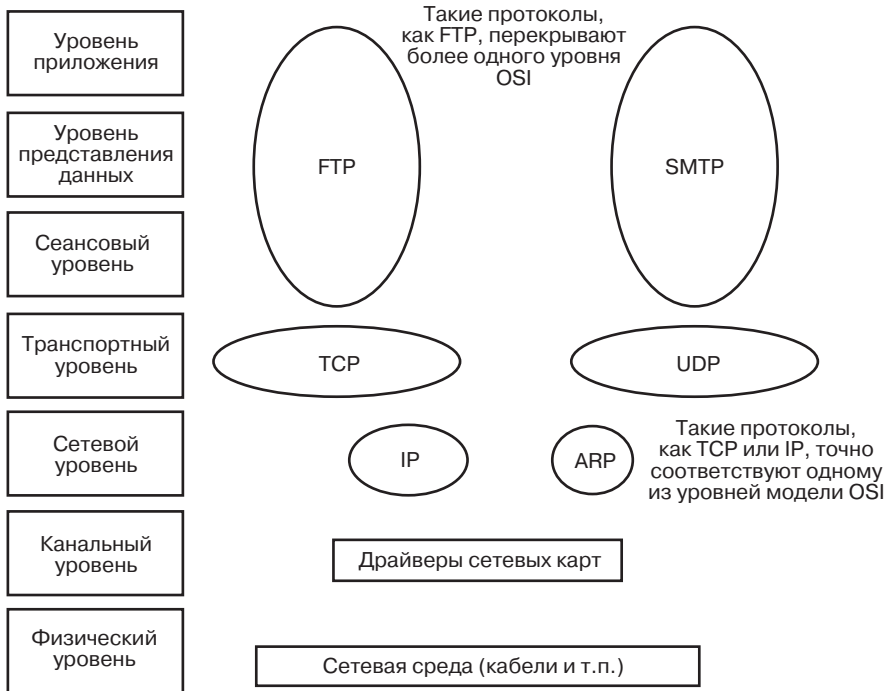 Уровень
приложения
Такие протоколы,
как FTP, перекрывают
более одного уровня
OSI
Уровень
представления
данных
FTP
SMTP
Сеансовый
уровень
Транспортный
уровень
TCP
UDP
Сетевой
уровень
IP
ARP
Такие протоколы,
как TCP или IP, точно
соответствуют одному
из уровней модели OSI
Канальный
уровень
Драйверы сетевых карт
Физический
уровень
Сетевая среда (кабели и т.п.)